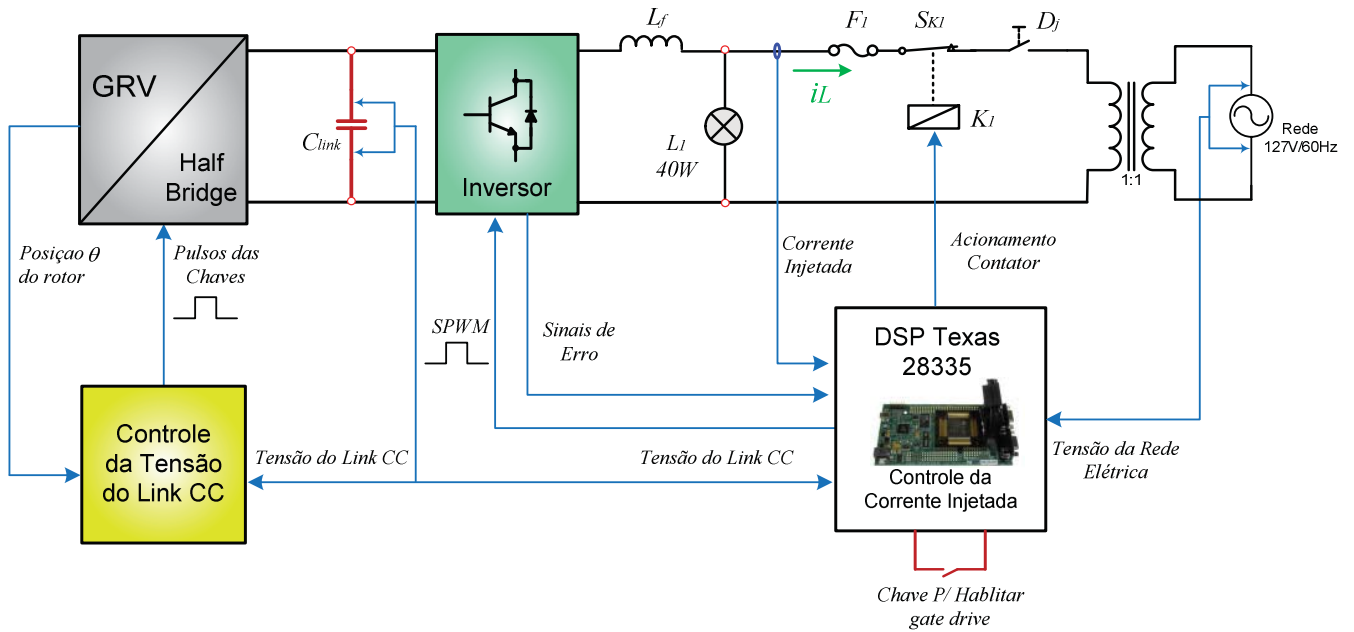 GRV
Half
Bridge
Clink
Inversor
Lf
L1
40W
iL
F1
SK1
Dj
K1
1:1
Rede
127V/60Hz
Posiçao θ
do rotor
Pulsos das
Chaves
SPWM
Sinais de
Erro
Corrente
Injetada
Acionamento
Contator
DSP Texas
28335
Controle da
Corrente Injetada
Controle
da Tensão
do Link CC
Tensão do Link CC
Tensão do Link CC
Tensão da Rede
Elétrica
Chave P/ Hablitar
gate drive